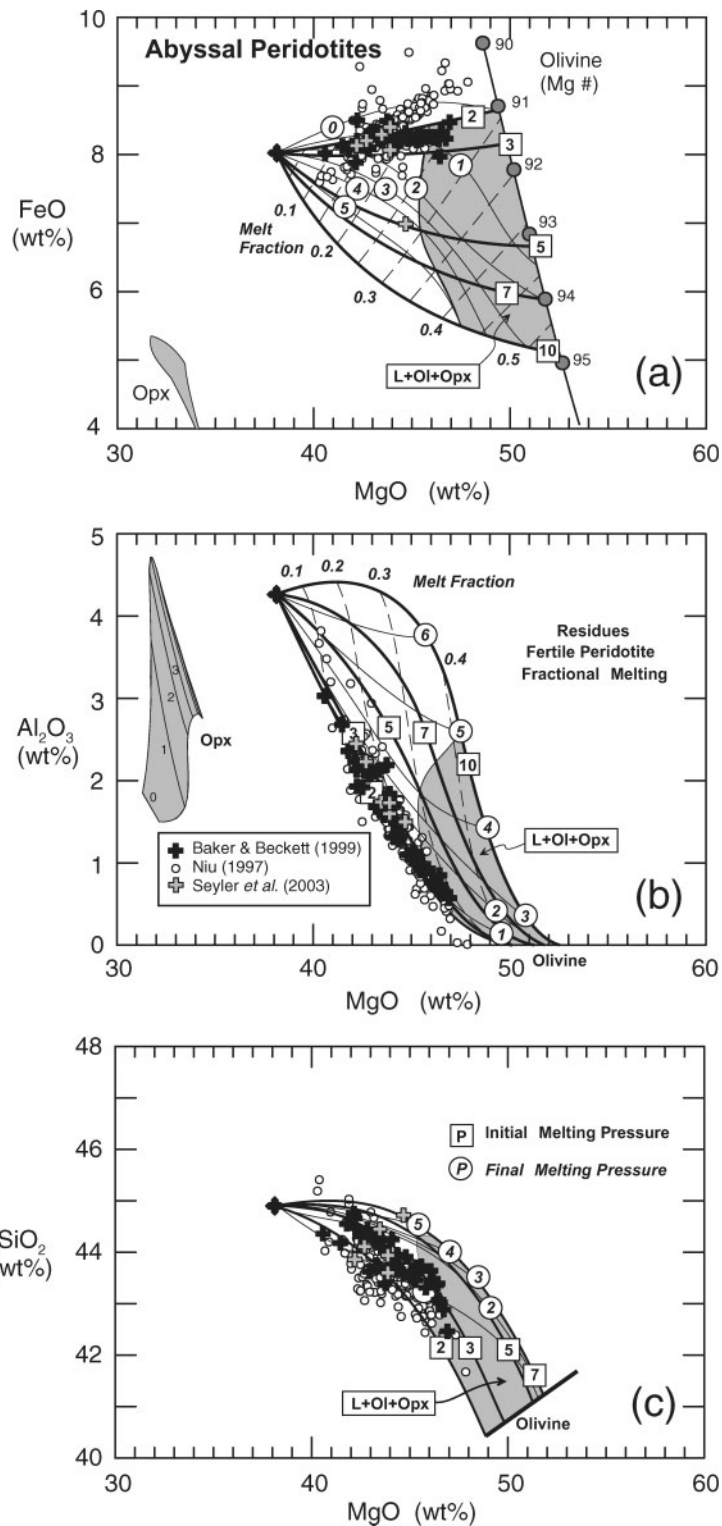 10
Abyssal Peridotites
90
Olivine
(Mg #)
91
0
2
8
3
1
92
4 3 2
FeO
(wt%)
5
93
0.1
Melt
Fraction
0.2
5
6
0.3
7
94
0.4
10
0.5
95
L+Ol+Opx
Opx
(a)
4
30 40 50 60
MgO (wt%)
5
0.1 0.2 0.3 Melt Fraction
4
6
0.4
Residues
Fertile Peridotite
Fractional Melting
3
3
2
3 5 7
5
Opx
10
Al2O3
(wt%)
2
1
2
4
0
L+Ol+Opx
Baker & Beckett (1999)
Niu (1997)
Seyler et al. (2003)
1
2 3
1
(b)
0
Olivine
30 40 50 60
MgO (wt%)
48
46
P Initial Melting Pressure
P Final Melting Pressure
5
4
SiO2
wt%)
44
3
2
2 3 5
42
7
L+Ol+Opx
Olivine
(c)
40
30 40 50 60
MgO (wt%)